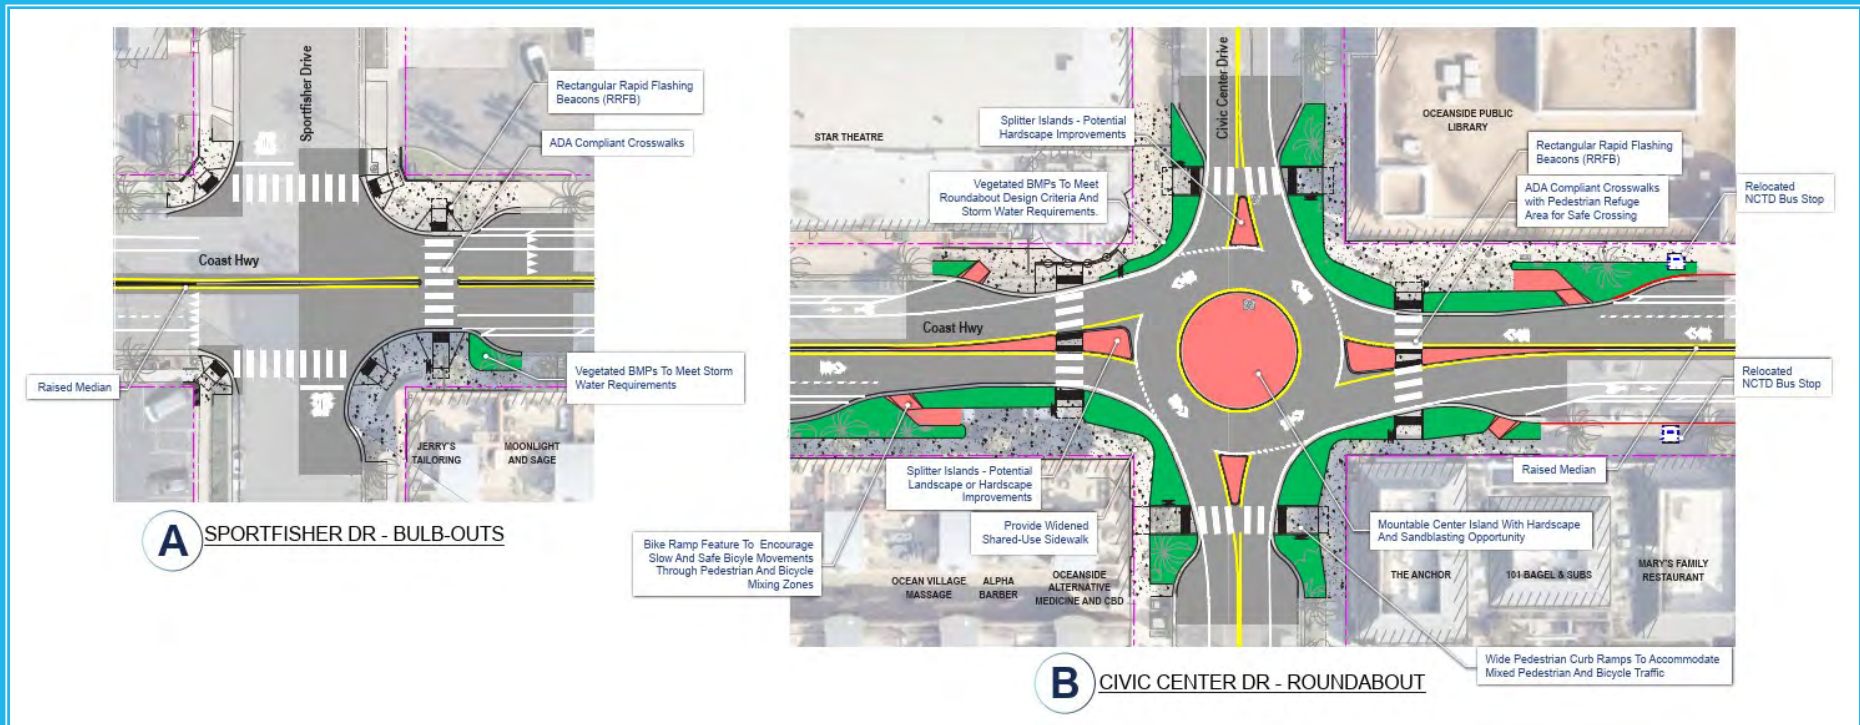 Sportfisher Drive
Rectangular Rapid Flashing
Beacons (RRFB)
ADA Compliant Crosswalks
Coast Hwy
Raised Median
Vegetated BMPs To Meet Storm
Water Requirements
JERRY'S
TAILORING
MOONLIGHT
AND SAGE
A
SPORTFISHER DR - BULB-OUTS
Civic Center Drive
STAR THEATRE
Splitter Islands - Potential
Hardscape Improvements
OCEANSIDE PUBLIC
LIBRARY
Rectangular Rapid Flashing
Beacons (RRFB)
Vegetated BMPs To Meet
Roundabout Design Criteria And
Storm Water Requirements.
ADA Compliant Crosswalks
with Pedestrian Refuge
Area for Safe Crossing
Relocated
NCTD Bus Stop
Coast Hwy
Relocated
NCTD Bus Stop
Splitter Islands - Potential
Landscape or Hardscape
Improvements
Raised Median
Provide Widened
Shared-Use Sidewalk
Mountable Center Island With Hardscape
And Sandblasting Opportunity
Bike Ramp Feature To Encourage
Slow And Safe Bicyle Movements
Through Pedestrian And Bicycle
Mixing Zones
OCEAN VILLAGE
MASSAGE
ALPHA
BARBER
OCEANSIDE
ALTERNATIVE
MEDICINE AND CBD
THE ANCHOR
101 BAGEL & SUBS
MARY'S FAMILY
RESTAURANT
Wide Pedestrian Curb Ramps To Accommodate
Mixed Pedestrian And Bicycle Traffic
B
CIVIC CENTER DR - ROUNDABOUT